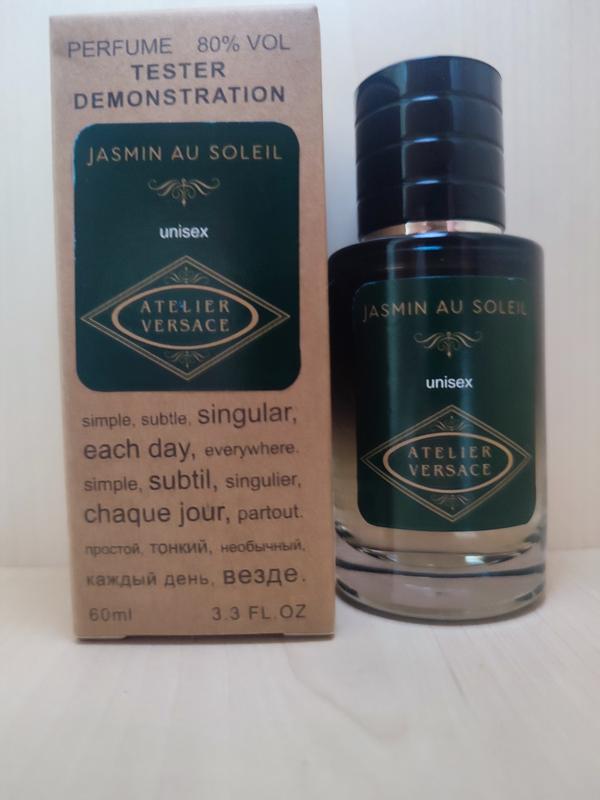 PERFUME 80% VOL
TESTER
DEMONSTRATION
JASMIN AU SOLEIL
unisex
ATELIER
VERSACE
simple, subtle, singular,
each day, everywhere.
simple, subtil, singulier,
chaque jour, partout.
простой, тонкий, необычный,
каждый день, везде.
60ml 3.3 FL.OZ
JASMIN AU SOLEIL
unisex
ATELIER
VERSACE